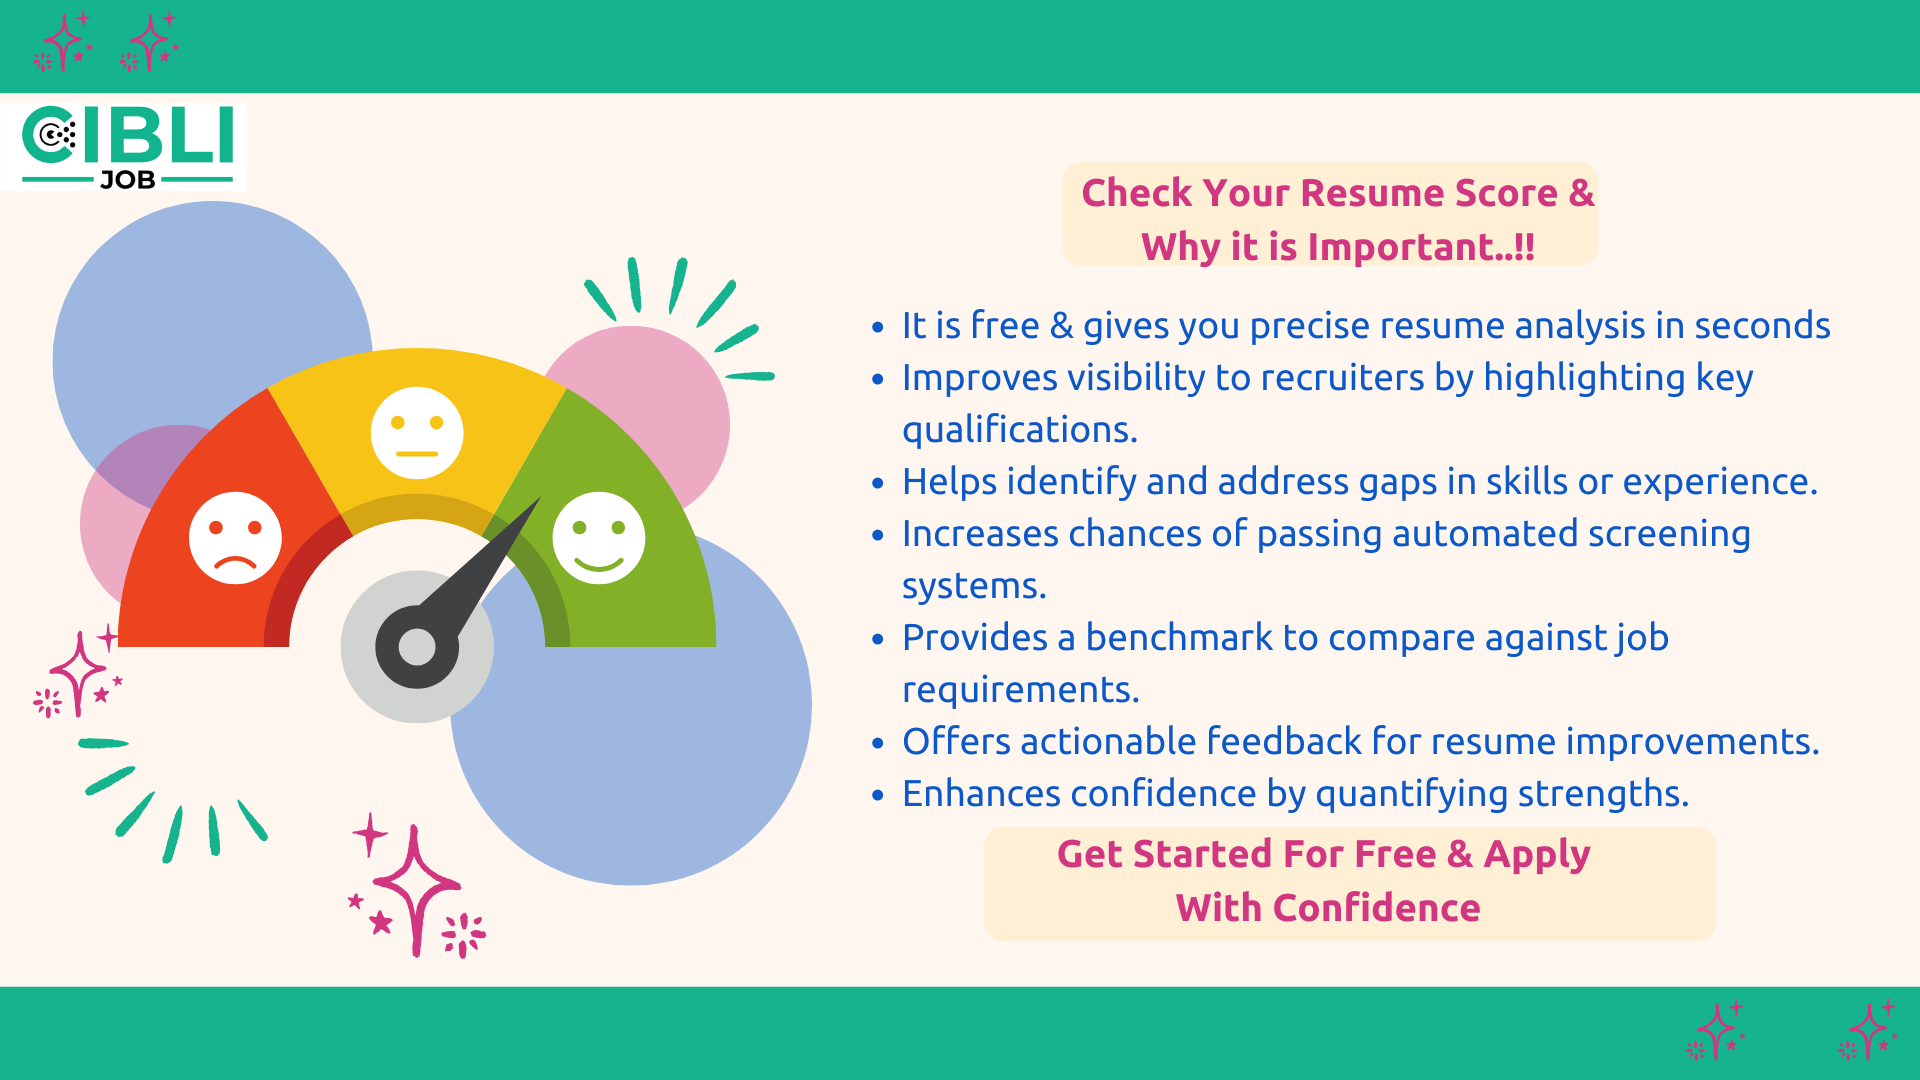 CIBLI
JOB
Check Your Resume Score &
Why it is Important..!!
• It is free & gives you precise resume analysis in seconds
• Improves visibility to recruiters by highlighting key
qualifications.
• Helps identify and address gaps in skills or experience.
• Increases chances of passing automated screening
systems.
• Provides a benchmark to compare against job
requirements.
• Offers actionable feedback for resume improvements.
• Enhances confidence by quantifying strengths.
Get Started For Free & Apply
With Confidence